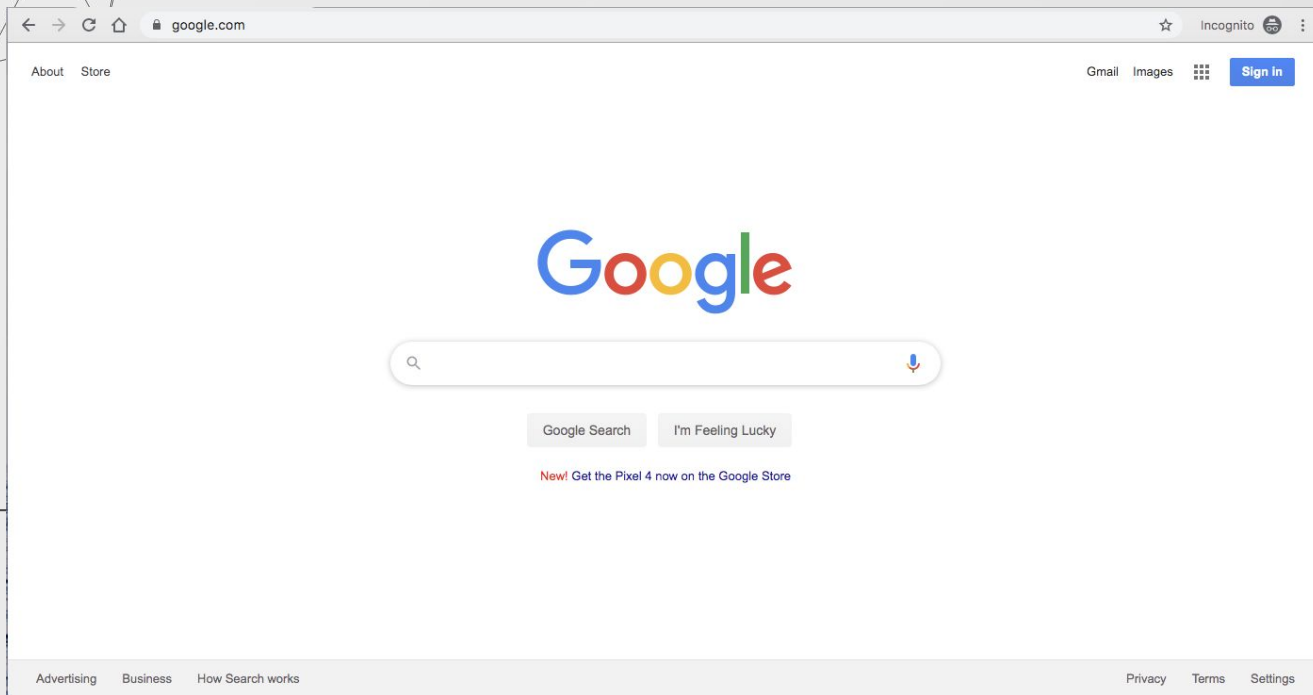 google.com Incognito
About Store Gmail Images Sign in
Google
Google Search I'm Feeling Lucky
New! Get the Pixel 4 now on the Google Store
Advertising Business How Search works Privacy Terms Settings